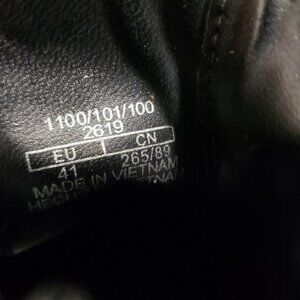 1100/101/100
2619
EU CN
41 265/89
MADE IN VIETNAM